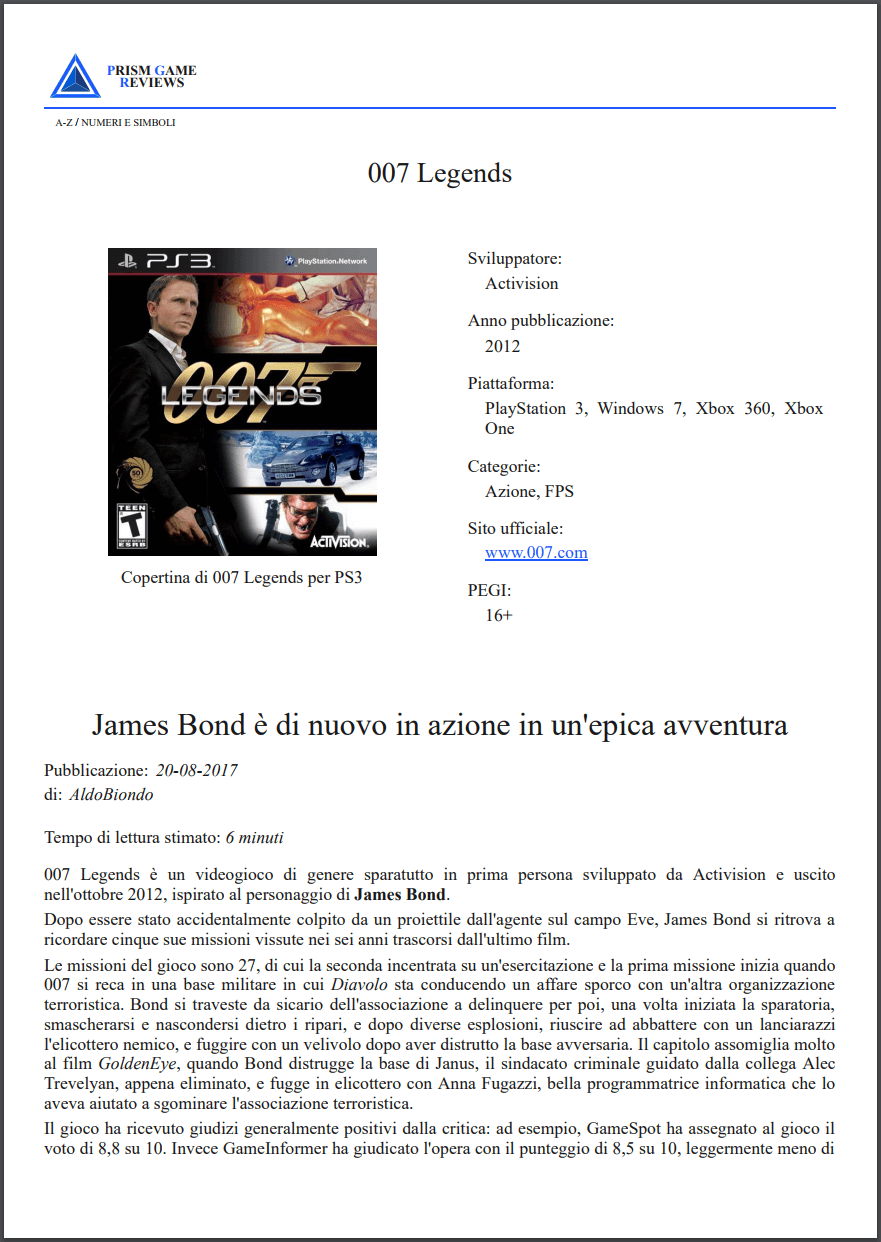 PRISM GAME
REVIEWS
A-Z / NUMERI E SIMBOLI
007 Legends
PS3
PlayStation Network
007
LEGENDS
50
TEEN
T
ESRB
ACTIVISION
Copertina di 007 Legends per PS3
Sviluppatore:
Activision
Anno pubblicazione:
2012
Piattaforma:
PlayStation 3, Windows 7, Xbox 360, Xbox
One
Categorie:
Azione, FPS
Sito ufficiale:
www.007.com
PEGI:
16+
James Bond è di nuovo in azione in un'epica avventura
Pubblicazione: 20-08-2017
di: AldoBiondo
Tempo di lettura stimato: 6 minuti
007 Legends è un videogioco di genere sparatutto in prima persona sviluppato da Activision e uscito
nell'ottobre 2012, ispirato al personaggio di James Bond.
Dopo essere stato accidentalmente colpito da un proiettile dall'agente sul campo Eve, James Bond si ritrova a
ricordare cinque sue missioni vissute nei sei anni trascorsi dall'ultimo film.
Le missioni del gioco sono 27, di cui la seconda incentrata su un'esercitazione e la prima missione inizia quando
007 si reca in una base militare in cui Diavolo sta conducendo un affare sporco con un'altra organizzazione
terroristica. Bond si traveste da sicario dell'associazione a delinquere per poi, una volta iniziata la sparatoria,
smascherarsi e nascondersi dietro i ripari, e dopo diverse esplosioni, riuscire ad abbattere con un lanciarazzi
l'elicottero nemico, e fuggire con un velivolo dopo aver distrutto la base avversaria. Il capitolo assomiglia molto
al film GoldenEye, quando Bond distrugge la base di Janus, il sindacato criminale guidato dalla collega Alec
Trevelyan, appena eliminato, e fugge in elicottero con Anna Fugazzi, bella programmatrice informatica che lo
aveva aiutato a sgominare l'associazione terroristica.
Il gioco ha ricevuto giudizi generalmente positivi dalla critica: ad esempio, GameSpot ha assegnato al gioco il
voto di 8,8 su 10. Invece GameInformer ha giudicato l'opera con il punteggio di 8,5 su 10, leggermente meno di